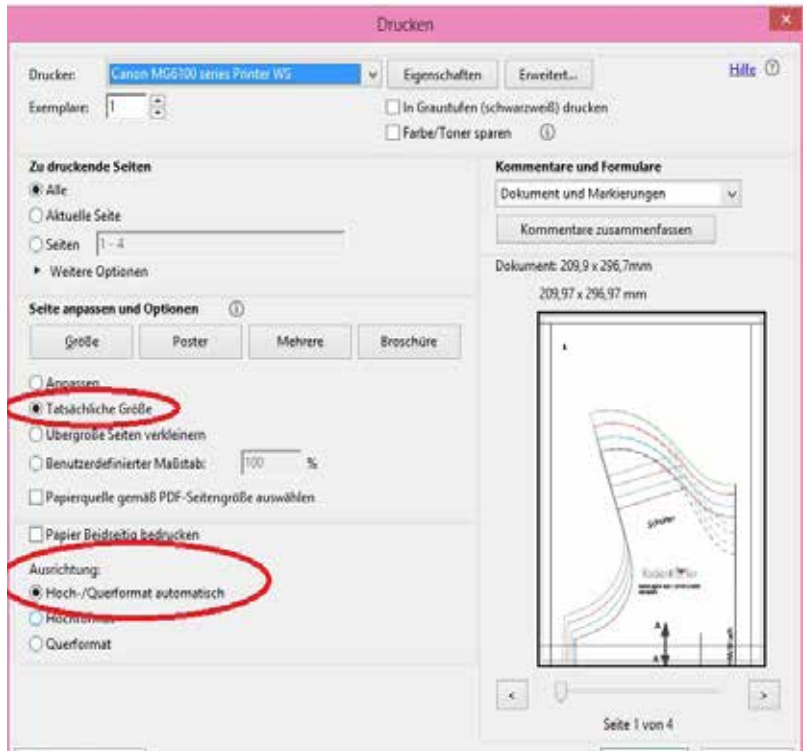 Drucken
Drucker: Canon MG6100 series Printer WS Eigenschaften Erweitert... Hilfe
Exemplare: 1 In Graustufen (schwarzweiß) drucken
Farbe/Toner sparen
Zu druckende Seiten
Alle
Aktuelle Seite
Seiten 1 - 4
Weitere Optionen
Seite anpassen und Optionen
Größe Poster Mehrere Broschüre
Anpassen
Tatsächliche Größe
Übergroße Seiten verkleinern
Benutzerdefinierter Maßstab: 100 %
Papierquelle gemäß PDF-Seitengröße auswählen
Papier Beidseitig bedrucken
Ausrichtung:
Hoch-/Querformat automatisch
Hochformat
Querformat
Kommentare und Formulare
Dokument und Markierungen
Kommentare zusammenfassen
Dokument: 209,9 x 296,7mm
209,97 x 296,97 mm
1
A
A
< >
Seite 1 von 4